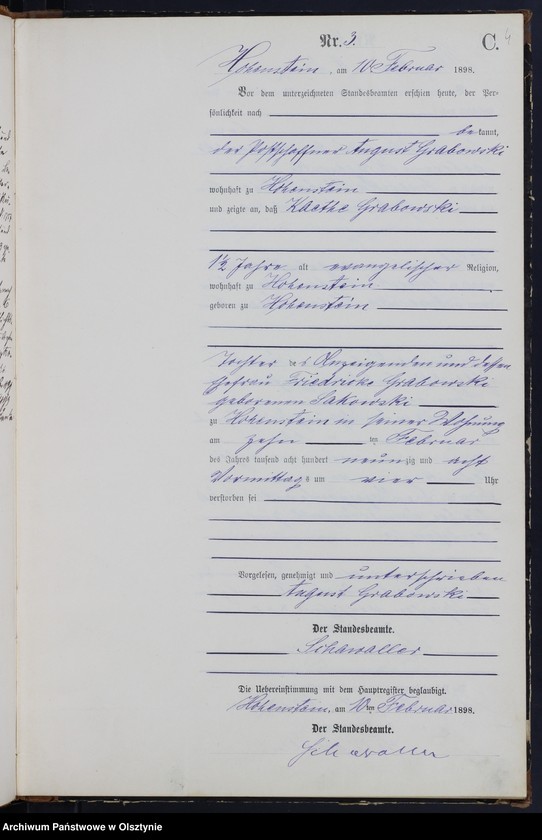 Nr. 3.
C.
4
Hohenstein, am 10 Februar 1898.
Vor dem unterzeichneten Standesbeamten erschien heute, der Per-
sönlichkeit nach
bekannt,
der Postschaffner August Grabowski
wohnhaft zu Hohenstein
und zeigte an, daß Kaethe Grabowski
1½ Jahre alt evangelischer Religion,
wohnhaft zu Hohenstein
geboren zu Hohenstein
Tochter des Anzeigenden und dessen
Ehefrau Friedricke Grabowski
geborenen Sakowski
zu Hohenstein in seiner Wohnung
am zehn ten Februar
des Jahres tausend acht hundert neunzig und acht
Vormittags um vier Uhr
verstorben sei
Vorgelesen, genehmigt und unterschrieben
August Grabowski
Der Standesbeamte.
Schawaller
Die Uebereinstimmung mit dem Hauptregister beglaubigt.
Hohenstein, am 10ten Februar 1898.
Der Standesbeamte.
Schawaller
Archiwum Państwowe w Olsztynie